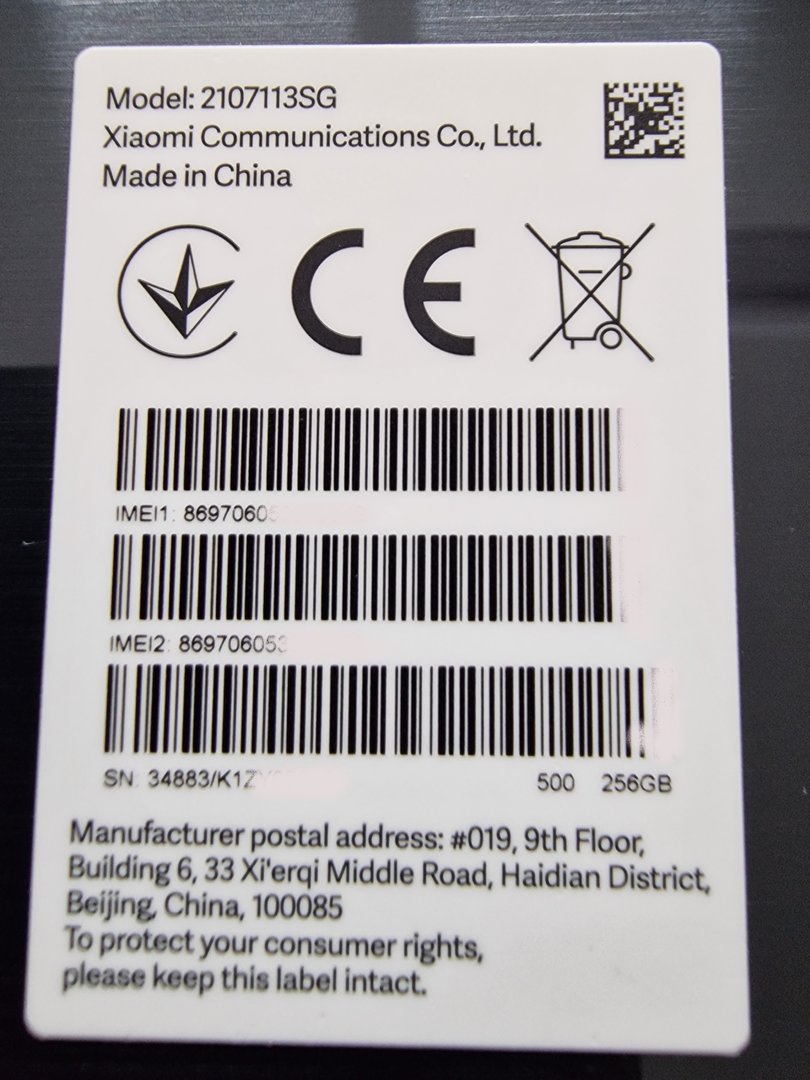 Model: 2107113SG
Xiaomi Communications Co., Ltd.
Made in China
CE
IMEI1: 8697060
IMEI2: 869706053
SN: 34883/K1Z
500 256GB
Manufacturer postal address: #019, 9th Floor,
Building 6, 33 Xi'erqi Middle Road, Haidian District,
Beijing, China, 100085
To protect your consumer rights,
please keep this label intact.